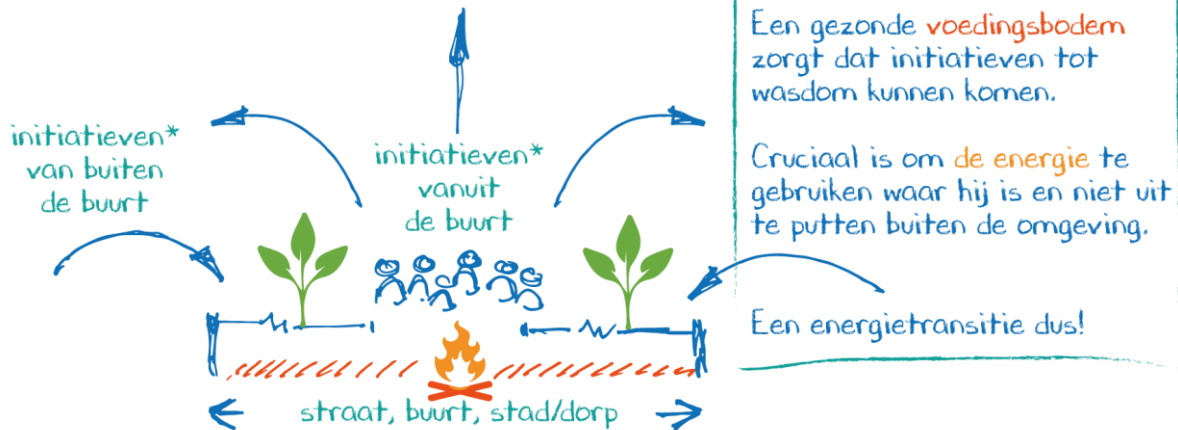 initiatieven*
van buiten
de buurt
initiatieven*
vanuit
de buurt
straat, buurt, stad/dorp
Een gezonde voedingsbodem
zorgt dat initiatieven tot
wasdom kunnen komen.
Cruciaal is om de energie te
gebruiken waar hij is en niet uit
te putten buiten de omgeving.
Een energietransitie dus!